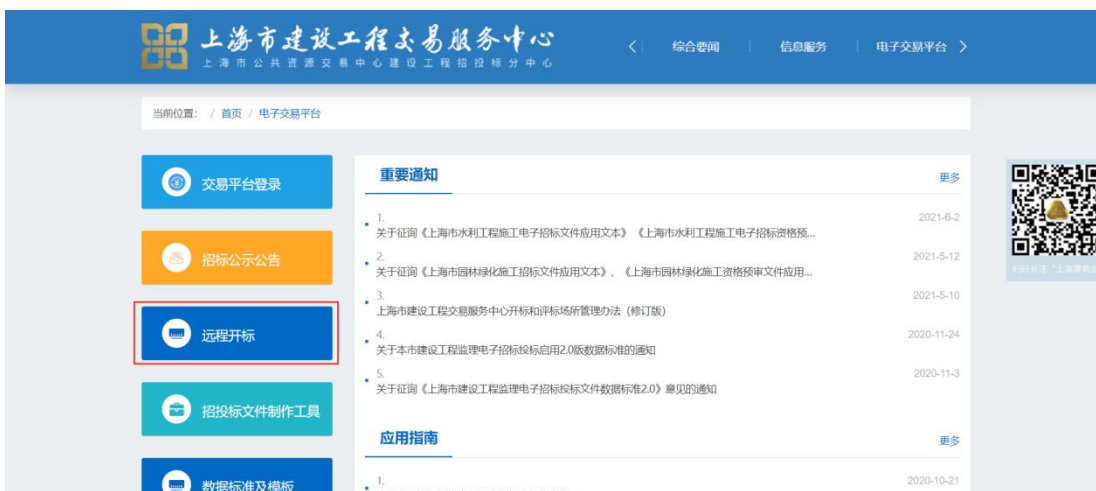 上海市建设工程交易服务中心
上海市公共资源交易中心建设工程招投标分中心
综合要闻
信息服务
电子交易平台
当前位置： / 首页 / 电子交易平台
交易平台登录
招标公示公告
远程开标
招投标文件制作工具
数据标准及模板
重要通知
更多
1.
2021-6-2
关于征询《上海市水利工程施工电子招标文件应用文本》 《上海市水利工程施工电子招标资格预...
2.
2021-5-12
关于征询《上海市园林绿化施工招标文件应用文本》、《上海市园林绿化施工资格预审文件应用...
3.
2021-5-10
上海市建设工程交易服务中心开标和评标场所管理办法（修订版）
4.
2020-11-24
关于本市建设工程监理电子招标投标启用2.0版数据标准的通知
5.
2020-11-3
关于征询《上海市建设工程监理电子招标投标文件数据标准2.0》意见的通知
应用指南
更多
1.
2020-10-21
扫码关注 "上海建筑业